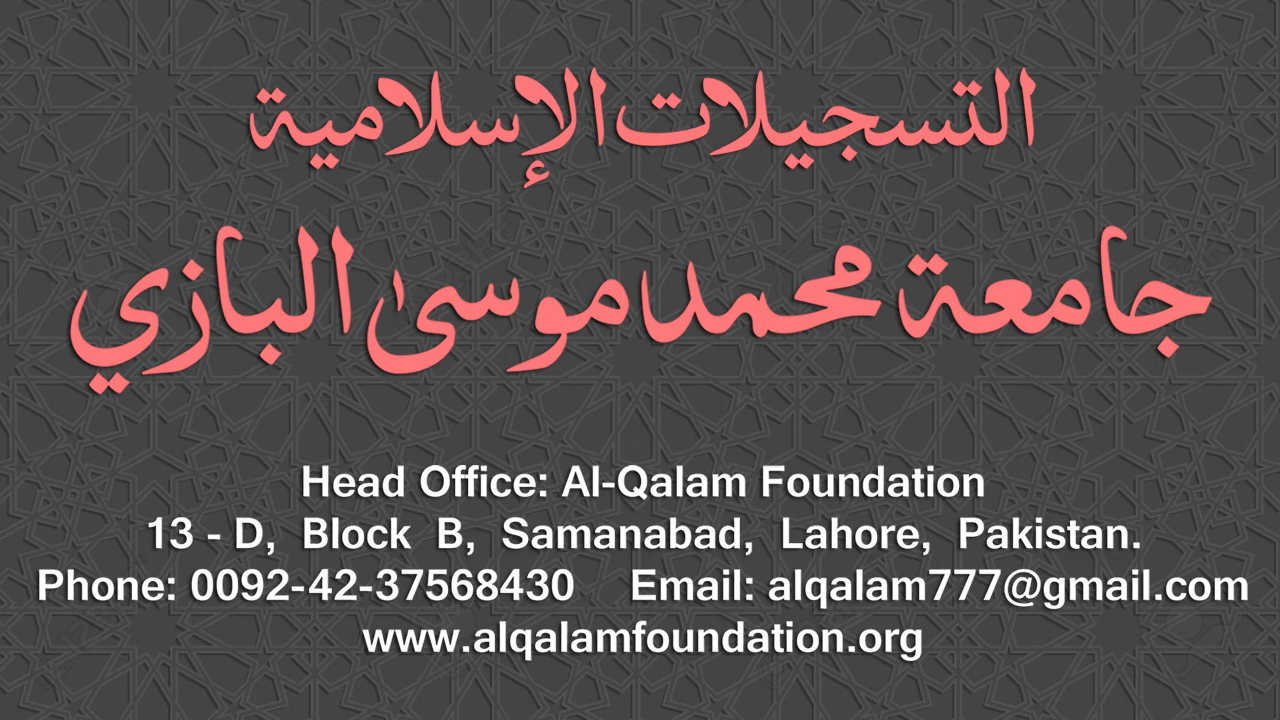 التسجيلات الإسلامية
جامعة محمد موسىٰ البازي
Head Office: Al-Qalam Foundation
13 - D, Block B, Samanabad, Lahore, Pakistan.
Phone: 0092-42-37568430 Email: alqalam777@gmail.com
www.alqalamfoundation.org